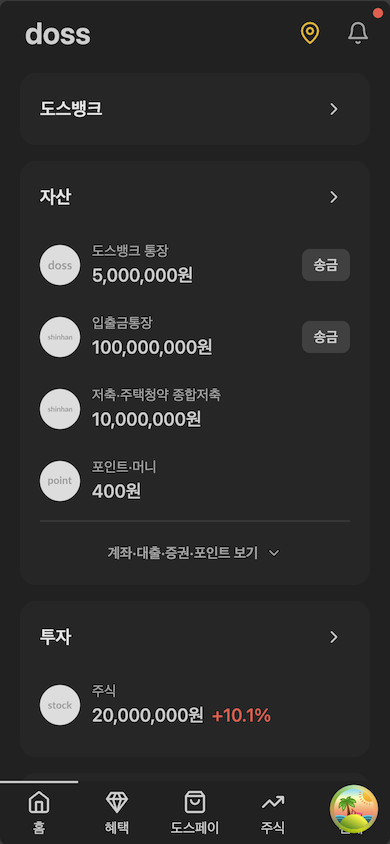 doss
도스뱅크
자산
doss
도스뱅크 통장
5,000,000원
송금
shinhan
입출금통장
100,000,000원
송금
shinhan
저축·주택청약 종합저축
10,000,000원
point
포인트·머니
400원
계좌·대출·증권·포인트 보기
투자
stock
주식
20,000,000원 +10.1%
홈
혜택
도스페이
주식